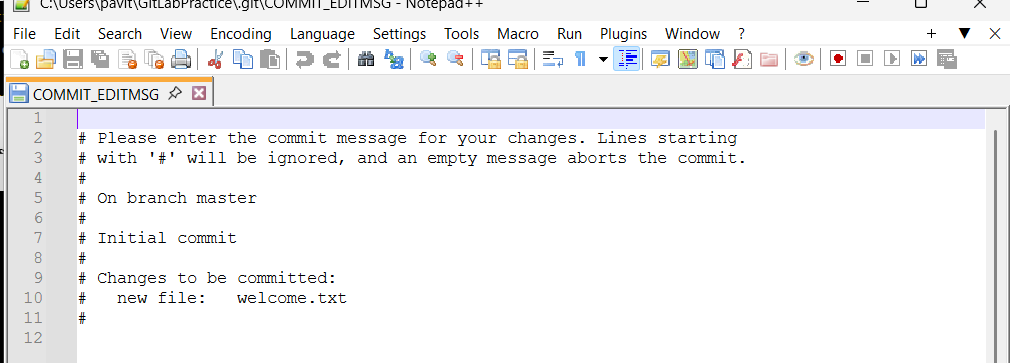 C:\Users\pavit\GitLabPractice\.git\COMMIT_EDITMSG - Notepad++
File Edit Search View Encoding Language Settings Tools Macro Run Plugins Window ?
COMMIT_EDITMSG
1
2 # Please enter the commit message for your changes. Lines starting
3 # with '#' will be ignored, and an empty message aborts the commit.
4 #
5 # On branch master
6 #
7 # Initial commit
8 #
9 # Changes to be committed:
10 #   new file:   welcome.txt
11 #
12